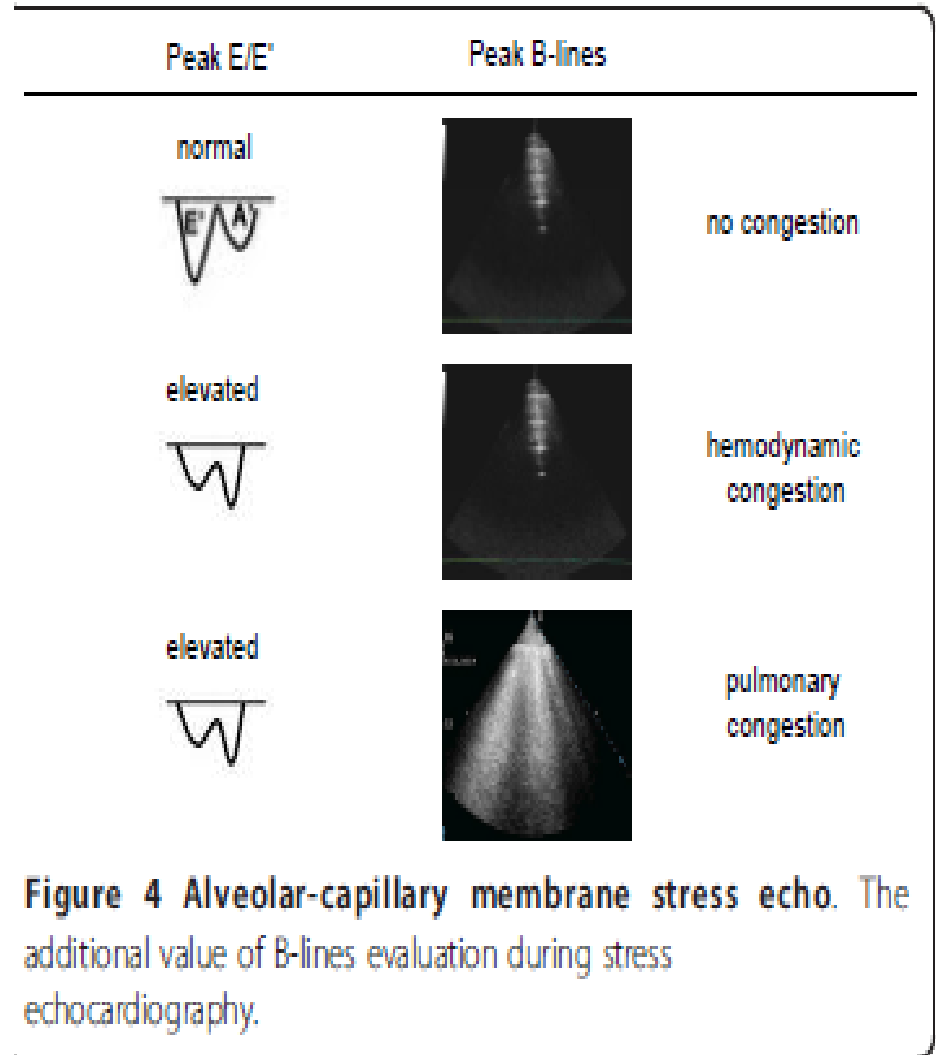 Peak E/E' Peak B-lines
normal
E' A'
no congestion
elevated
hemodynamic
congestion
elevated
pulmonary
congestion
Figure 4 Alveolar-capillary membrane stress echo. The
additional value of B-lines evaluation during stress
echocardiography.